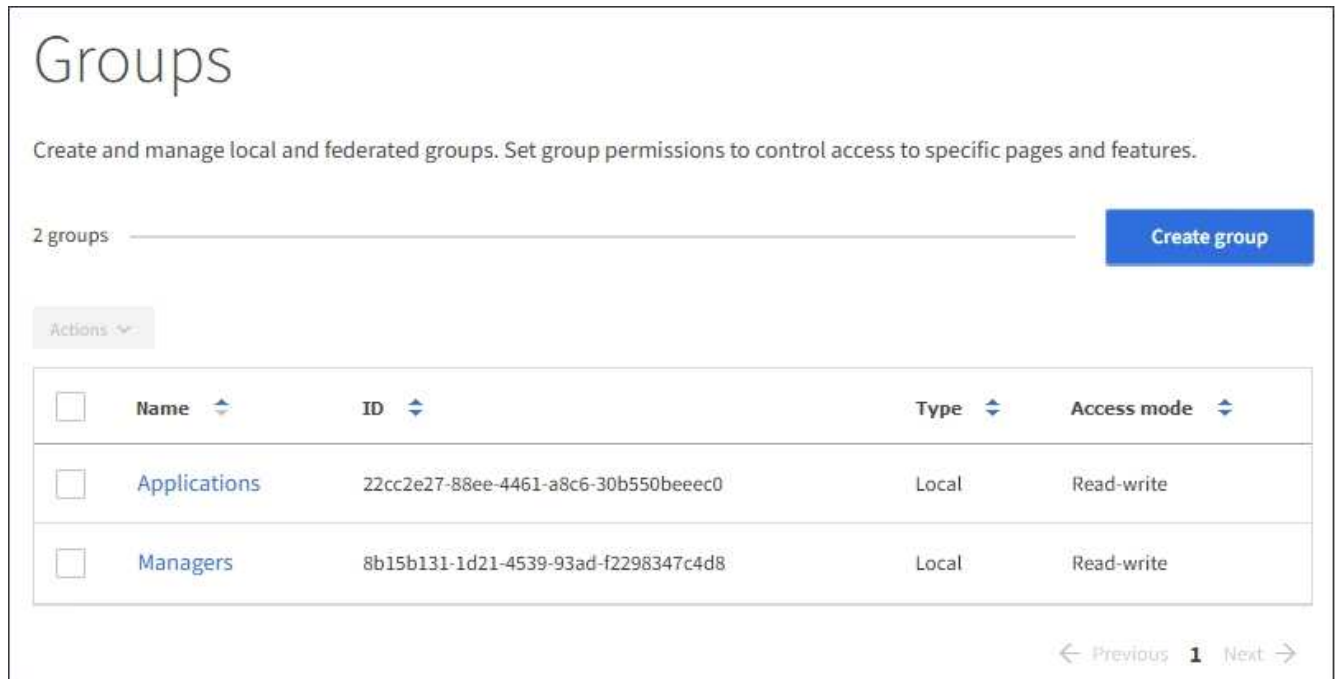 Groups
Create and manage local and federated groups. Set group permissions to control access to specific pages and features.
2 groups
Create group
Actions
Name ID Type Access mode
Applications 22cc2e27-88ee-4461-a8c6-30b550beeec0 Local Read-write
Managers 8b15b131-1d21-4539-93ad-f2298347c4d8 Local Read-write
← Previous 1 Next →